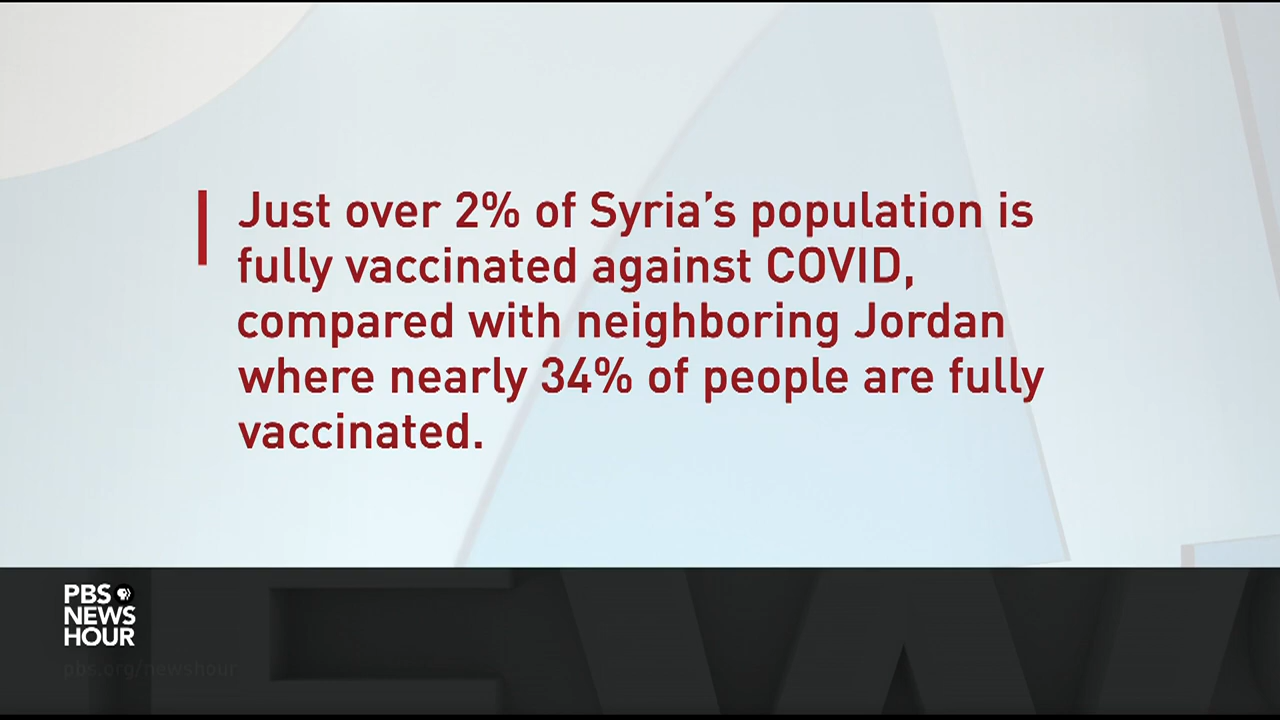 Just over 2% of Syria's population is
fully vaccinated against COVID,
compared with neighboring Jordan
where nearly 34% of people are fully
vaccinated.
PBS
NEWS
HOUR
pbs.org/newshour